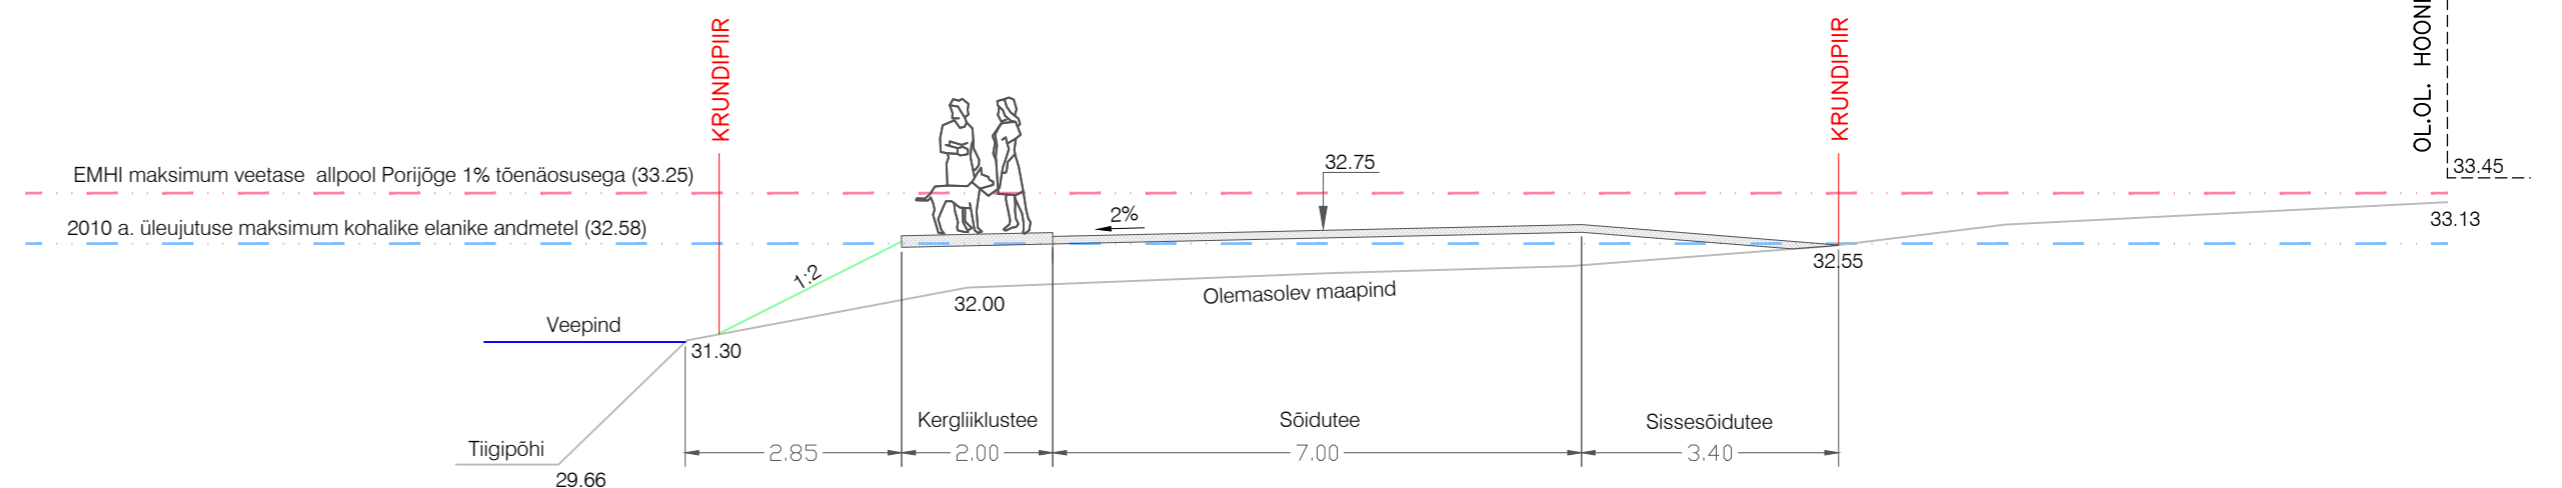 KRUNDIPIIR
KRUNDIPIIR
OL.OL. HOON
EMHI maksimum veetase allpool Porijõge 1% tõenäosusega (33.25)
32.75
33.45
2010 a. üleujutuse maksimum kohalike elanike andmetel (32.58)
2%
33.13
1:2
32.55
32.00
Olemasolev maapind
Veepind
31.30
Kergliiklustee
Sõidutee
Sissesõidutee
Tiigipõhi
2.85
2.00
7.00
3.40
29.66